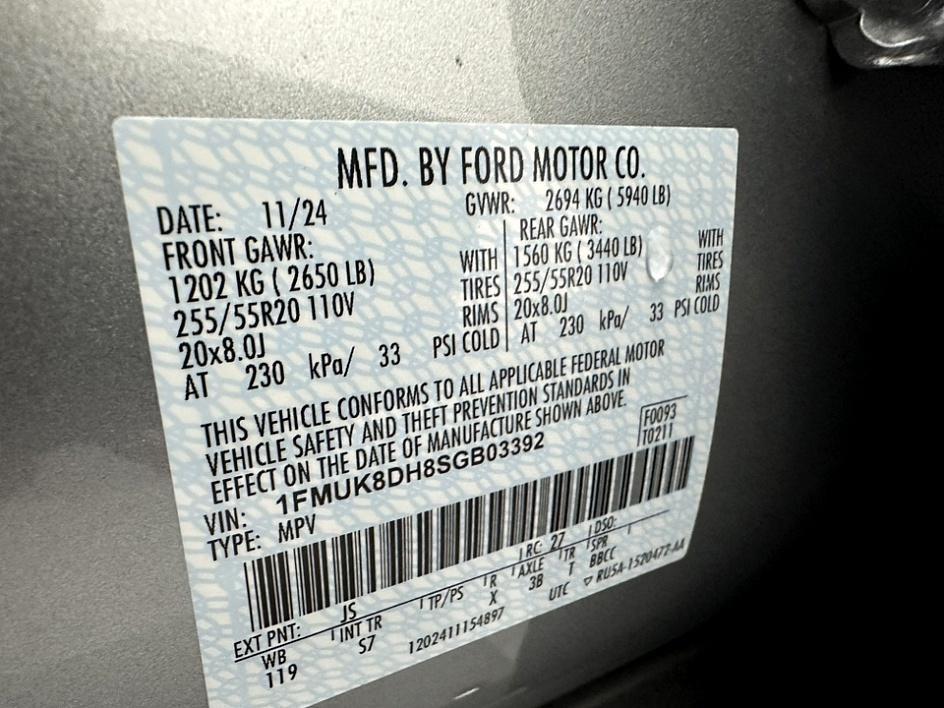 MFD. BY FORD MOTOR CO.
DATE: 11/24 GVWR: 2694 KG ( 5940 LB)
FRONT GAWR: REAR GAWR:
1202 KG ( 2650 LB) WITH 1560 KG ( 3440 LB) WITH
255/55R20 110V TIRES 255/55R20 110V TIRES
20x8.0J RIMS 20x8.0J RIMS
AT 230 kPa/ 33 PSI COLD AT 230 kPa/ 33 PSI COLD
THIS VEHICLE CONFORMS TO ALL APPLICABLE FEDERAL MOTOR
VEHICLE SAFETY AND THEFT PREVENTION STANDARDS IN
EFFECT ON THE DATE OF MANUFACTURE SHOWN ABOVE.
F0093
T0211
VIN: 1FMUK8DH8SGB03392
TYPE: MPV
EXT PNT: JS RC: 27 DSO:
WB INT TR TP/PS R AXLE TR SPR
119 S7 X 3B T BBCC
1202411154897 UTC ▽ RU5A-1520472-AA